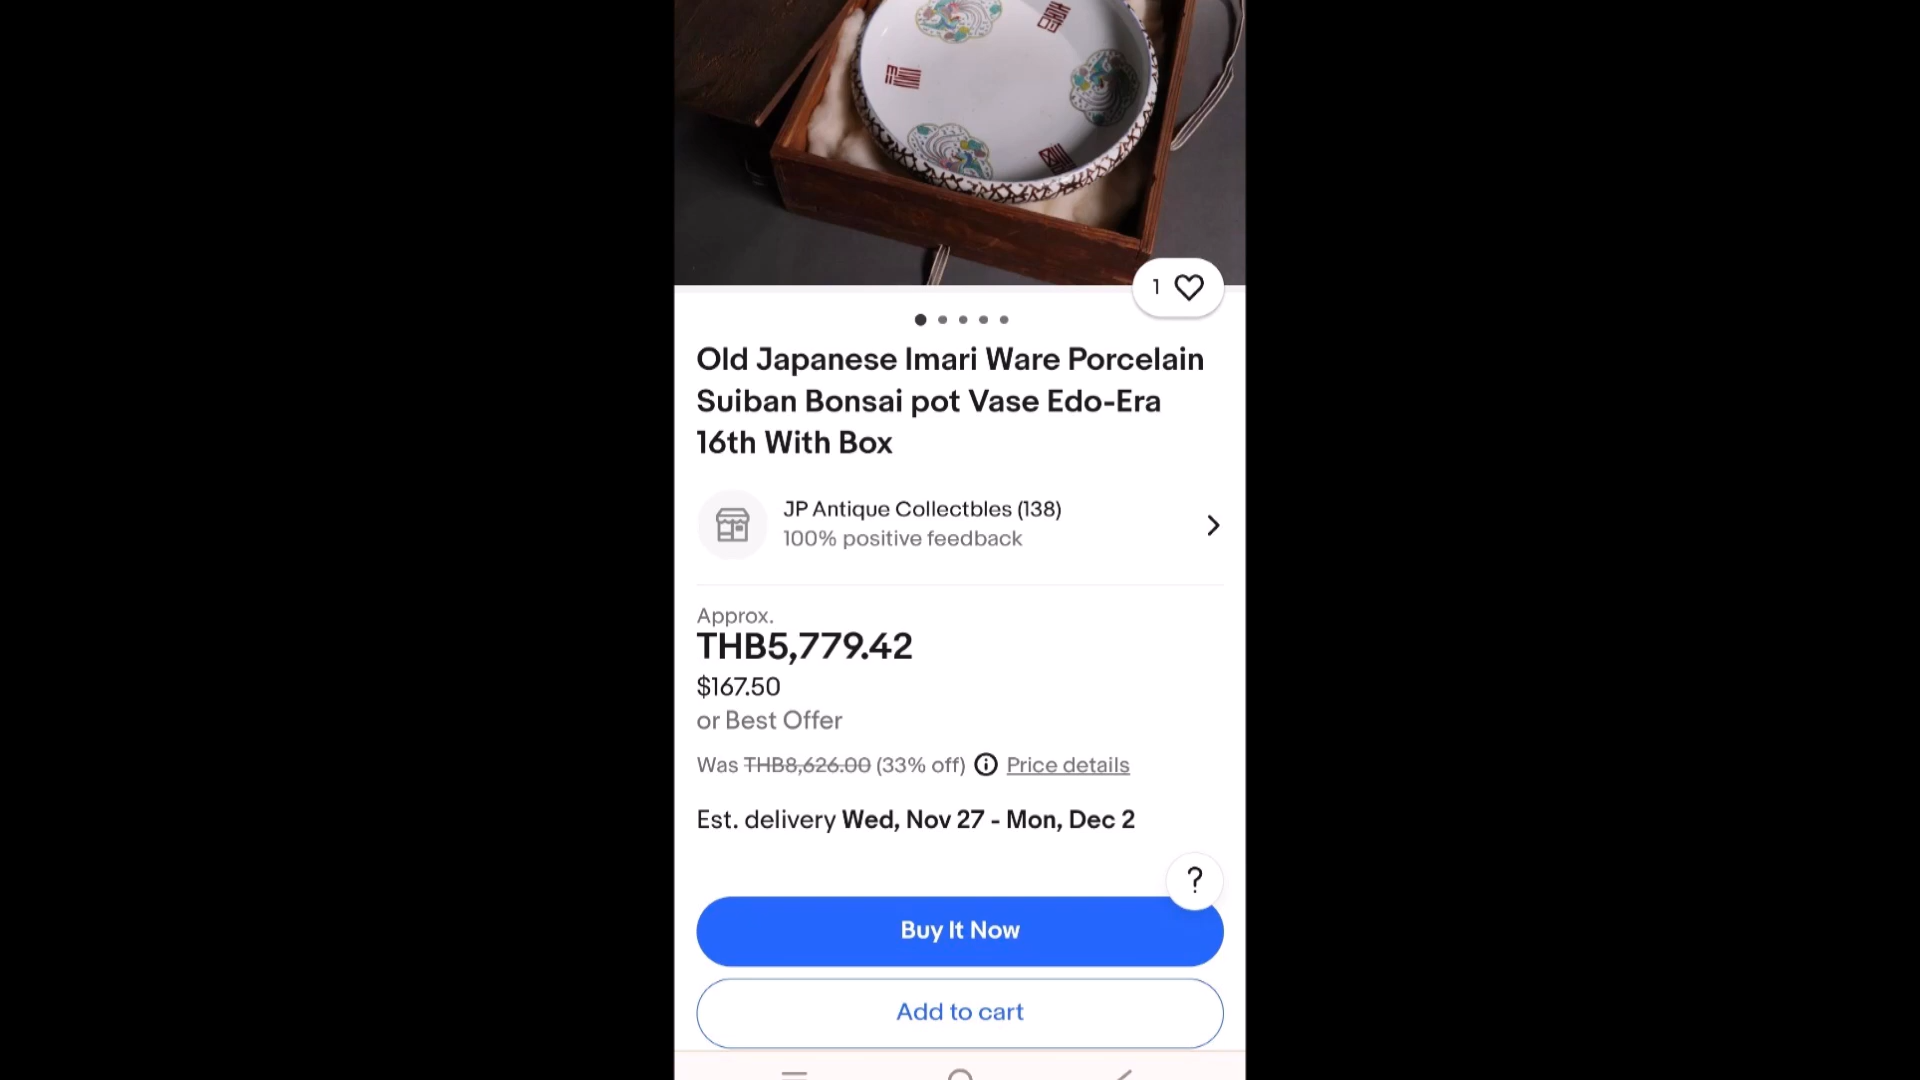 1
Old Japanese Imari Ware Porcelain
Suiban Bonsai pot Vase Edo-Era
16th With Box
JP Antique Collectbles (138)
100% positive feedback
Approx.
THB5,779.42
$167.50
or Best Offer
Was THB8,626.00 (33% off) Price details
Est. delivery Wed, Nov 27 - Mon, Dec 2
?
Buy It Now
Add to cart